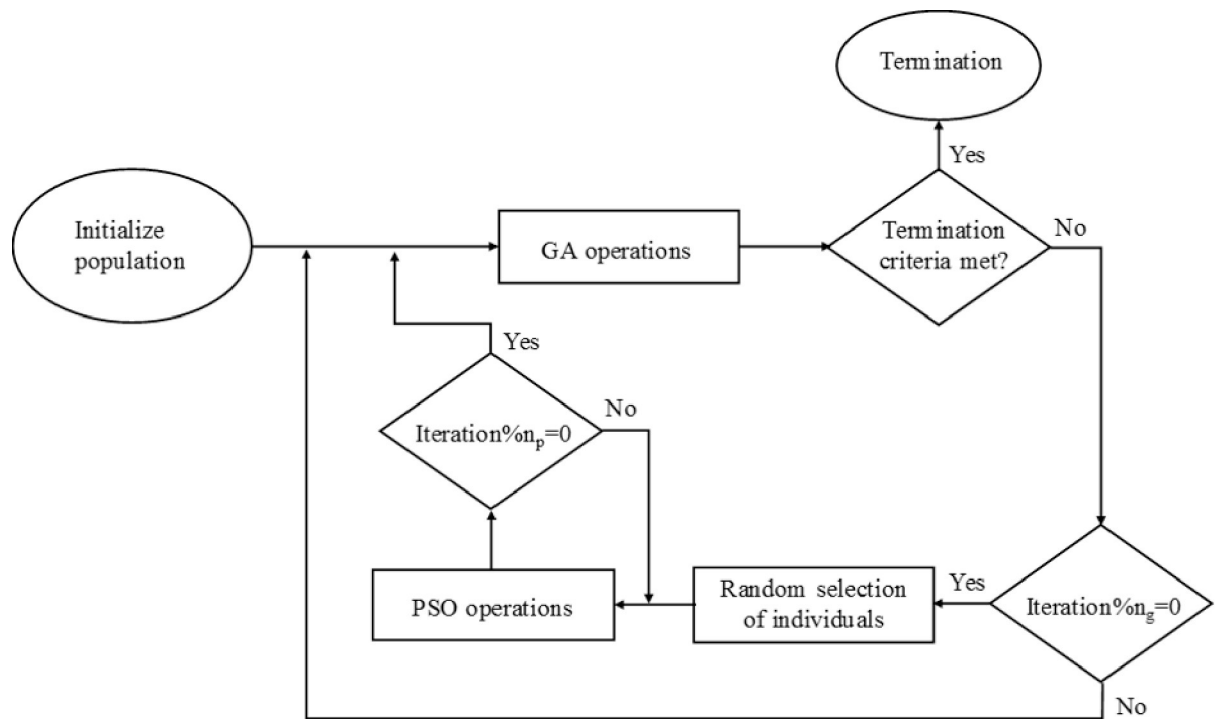 Termination
Yes
Initialize
population
GA operations
Termination
criteria met?
No
Yes
Iteration%nₚ=0
No
PSO operations
Random selection
of individuals
Yes
Iteration%n_g=0
No